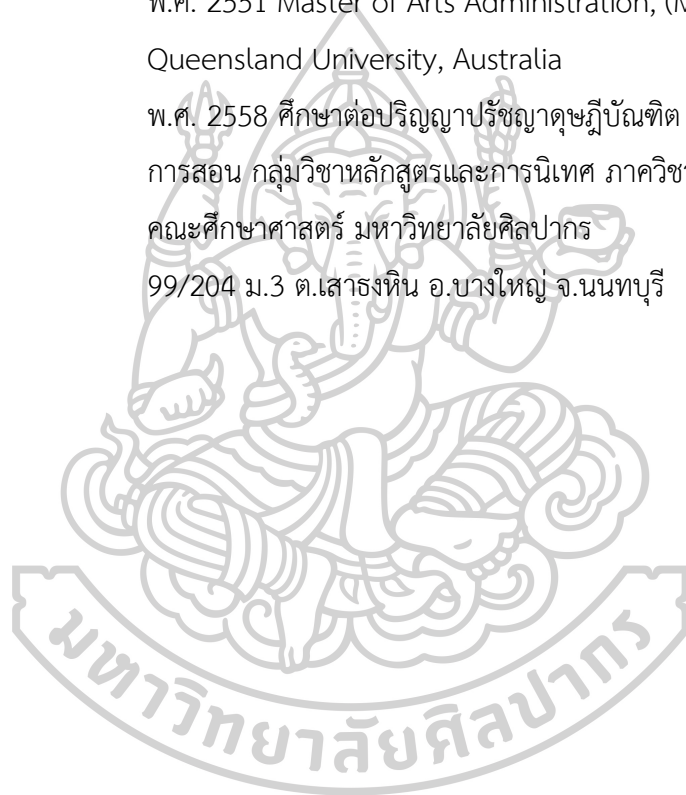 พ.ศ. 2551 Master of Arts Administration, (M
Queensland University, Australia
พ.ศ. 2558 ศึกษาต่อปริญญาปรัชญาดุษฎีบัณฑิต
การสอน กลุ่มวิชาหลักสูตรและการนิเทศ ภาควิชา
คณะศึกษาศาสตร์ มหาวิทยาลัยศิลปากร
99/204 ม.3 ต.เสาธงหิน อ.บางใหญ่ จ.นนทบุรี
มหาวิทยาลัยศิลปากร